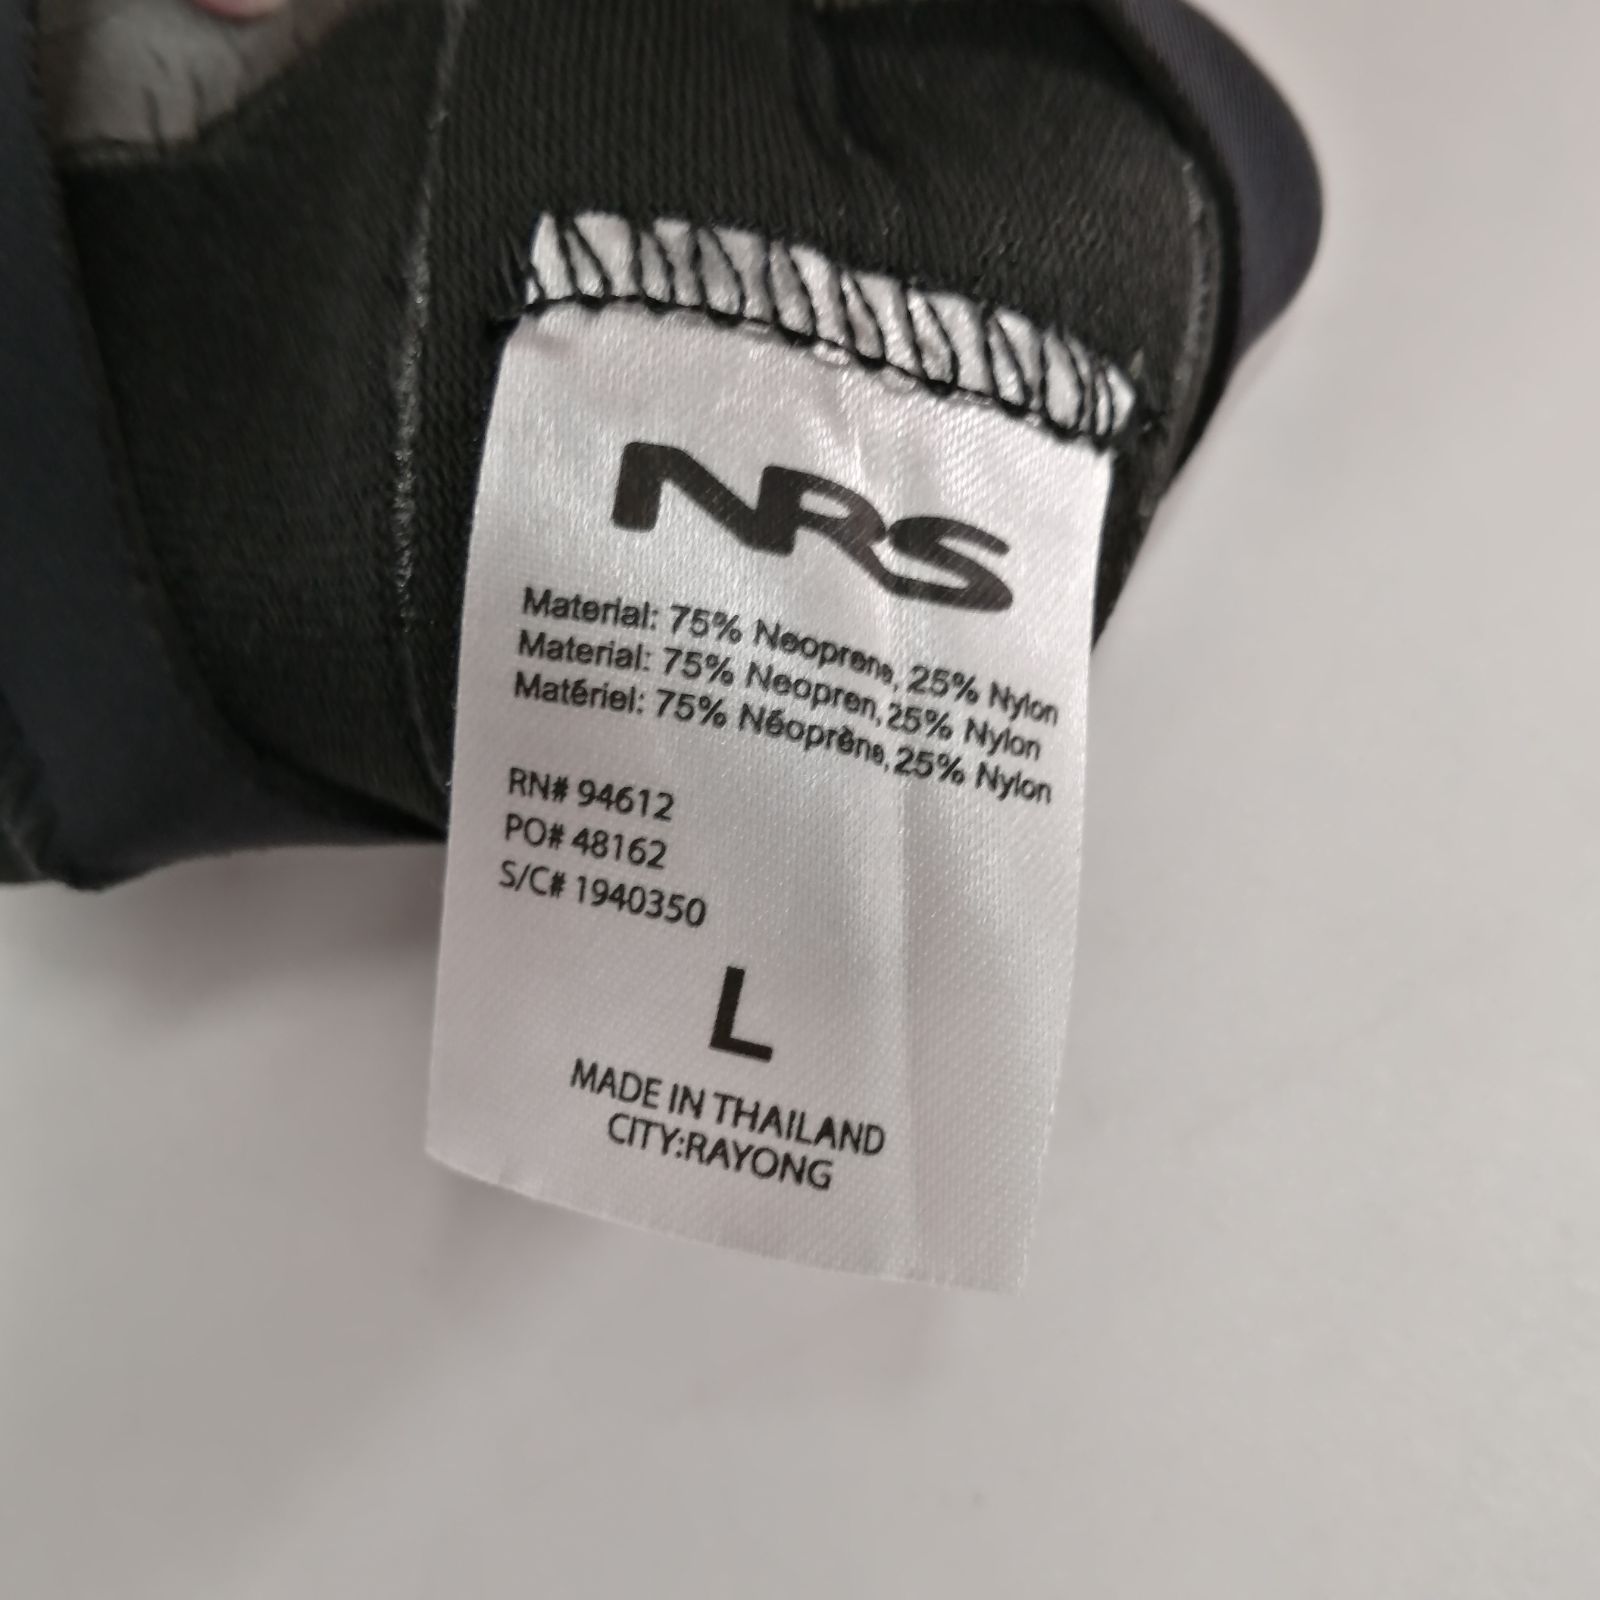 NRS
Material: 75% Neoprene, 25% Nylon
Material: 75% Neopren, 25% Nylon
Matériel: 75% Néoprène, 25% Nylon
RN# 94612
PO# 48162
S/C# 1940350
L
MADE IN THAILAND
CITY:RAYONG